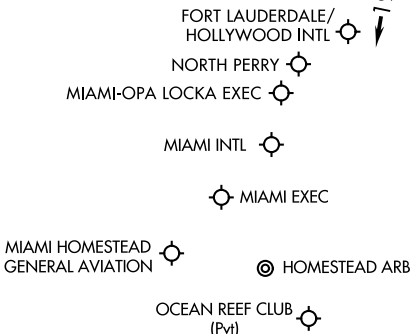 FORT LAUDERDALE/
HOLLYWOOD INTL
NORTH PERRY
MIAMI-OPA LOCKA EXEC
MIAMI INTL
MIAMI EXEC
MIAMI HOMESTEAD
GENERAL AVIATION
HOMESTEAD ARB
OCEAN REEF CLUB
(Pvt)